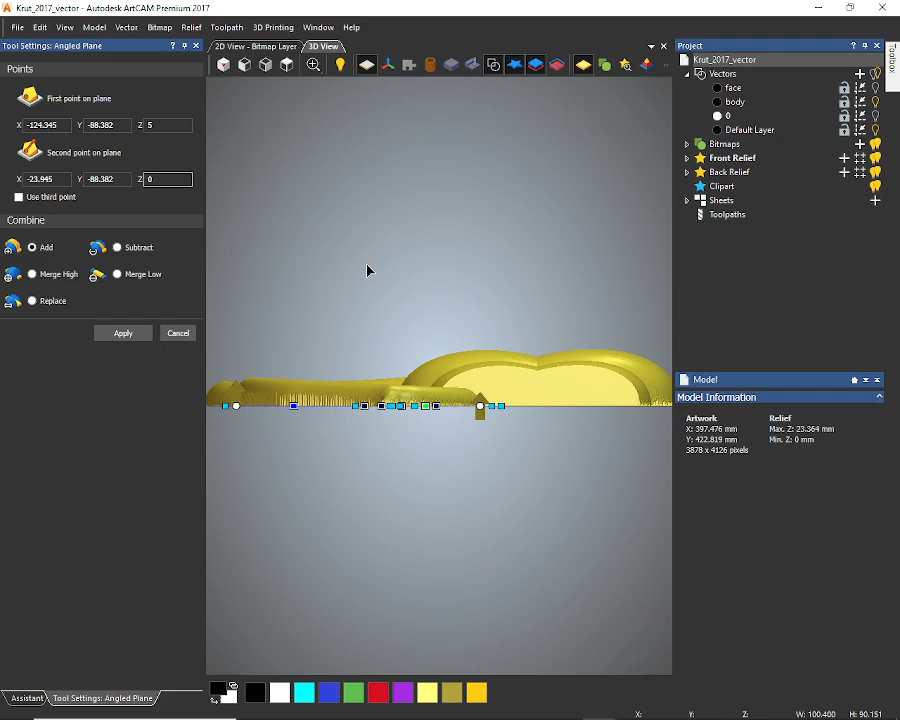 Krut_2017_vector - Autodesk ArtCAM Premium 2017
File Edit View Model Vector Bitmap Relief Toolpath 3D Printing Window Help
Tool Settings: Angled Plane
2D View - Bitmap Layer 3D View
Project
Toolbox
Points
First point on plane
X -124.345 Y -88.382 Z 5
Second point on plane
X -23.945 Y -88.382 Z 0
Use third point
Combine
Add Subtract
Merge High Merge Low
Replace
Apply Cancel
Krut_2017_vector
Vectors
face
body
0
Default Layer
Bitmaps
Front Relief
Back Relief
Clipart
Sheets
Toolpaths
Model
Model Information
Artwork Relief
X: 397.476 mm Max. Z: 23.364 mm
Y: 422.819 mm Min. Z: 0 mm
3878 x 4126 pixels
Assistant Tool Settings: Angled Plane
X: Y: Z: W: 100.400 H: 90.151